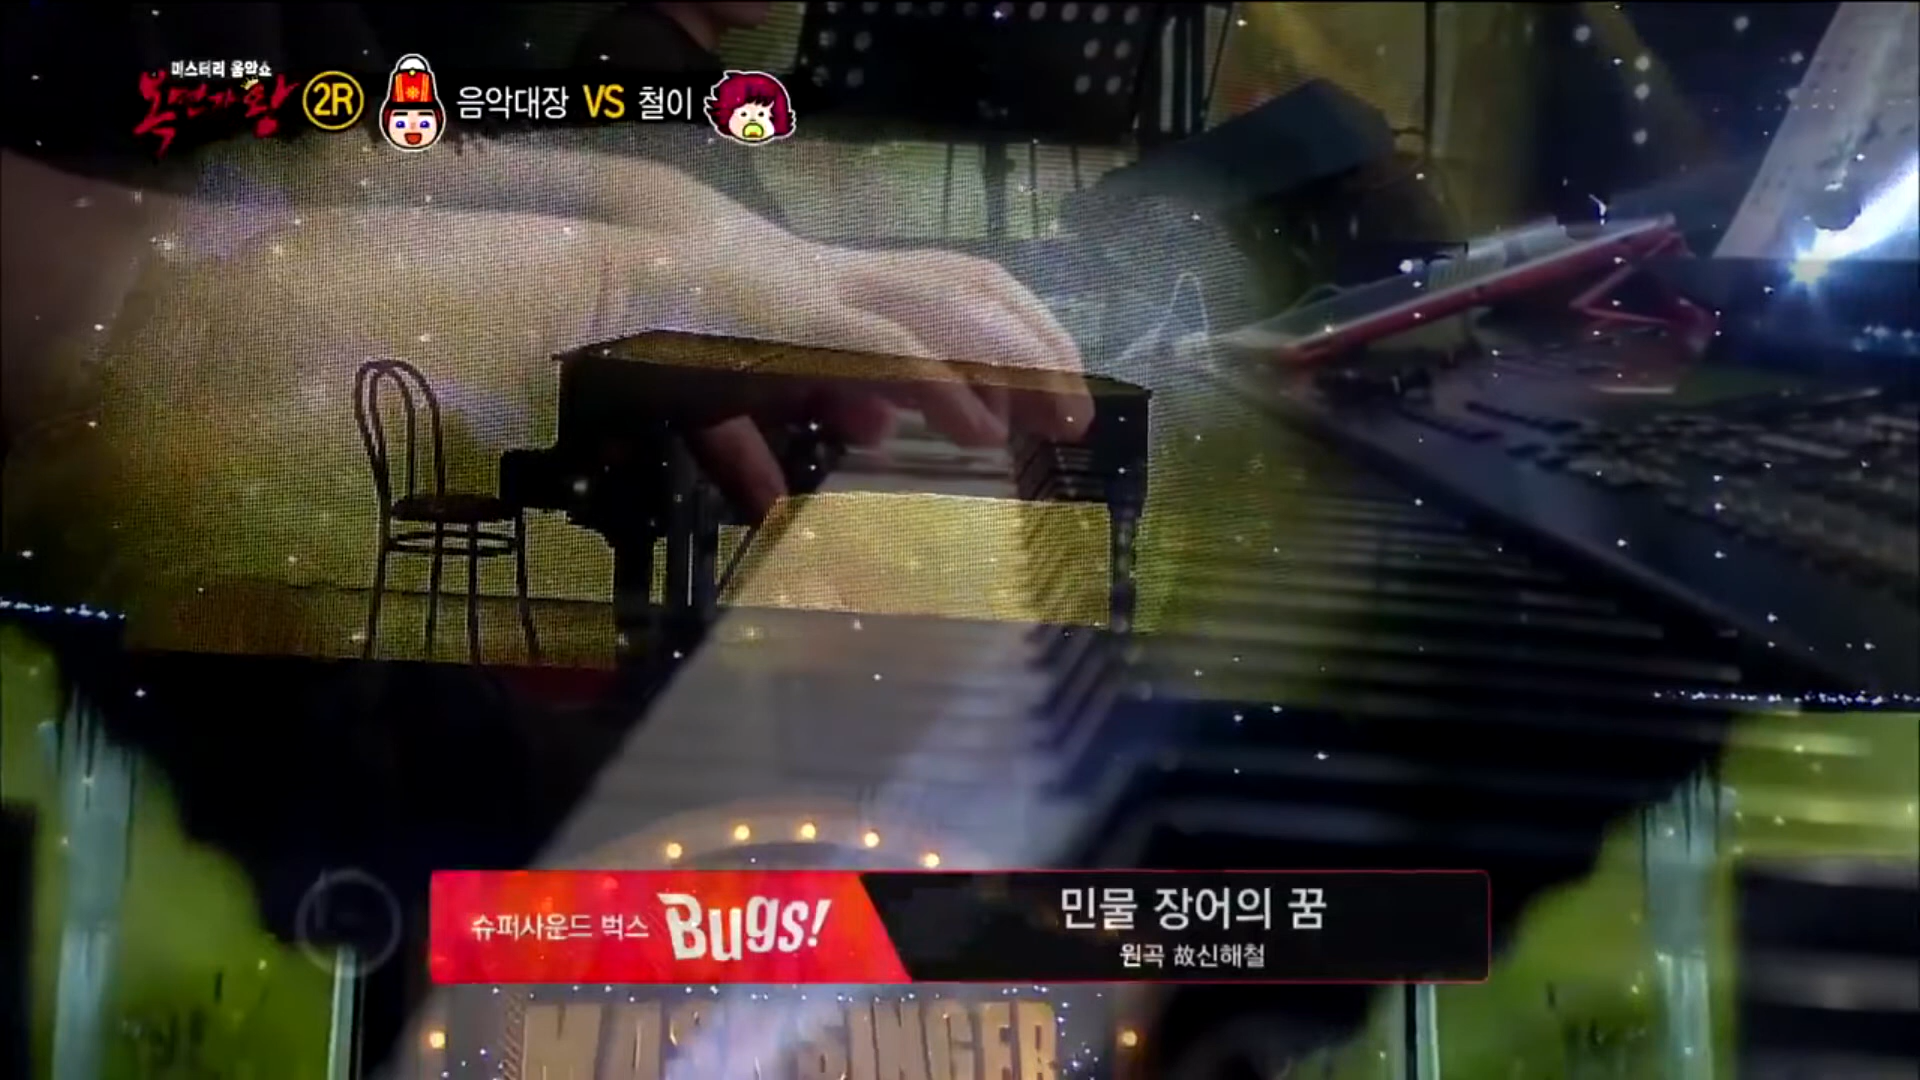 미스터리 음악쇼
복면가왕
2R 음악대장 VS 철이
슈퍼사운드 벅스 Bugs!
민물 장어의 꿈
원곡 故신해철
MASK SINGER